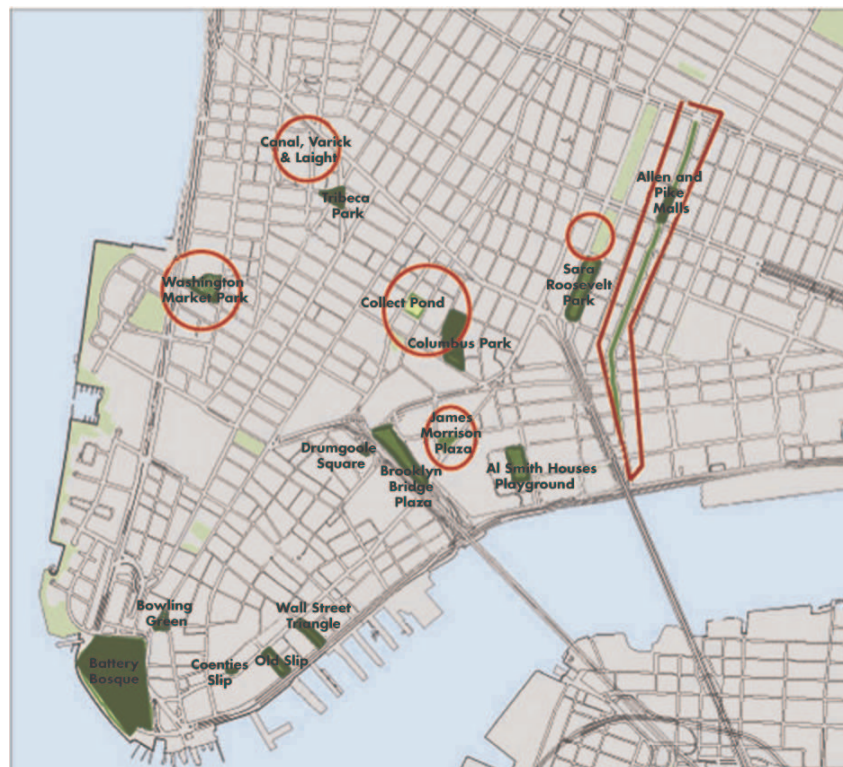 Canal, Varick
& Laight
Tribeca
Park
Allen and
Pike
Malls
Washington
Market Park
Sara
Roosevelt
Park
Collect Pond
Columbus Park
James
Morrison
Plaza
Drumgoole
Square
Brooklyn
Bridge
Plaza
Al Smith Houses
Playground
Bowling
Green
Wall Street
Triangle
Battery
Bosque
Coenties
Slip
Old Slip